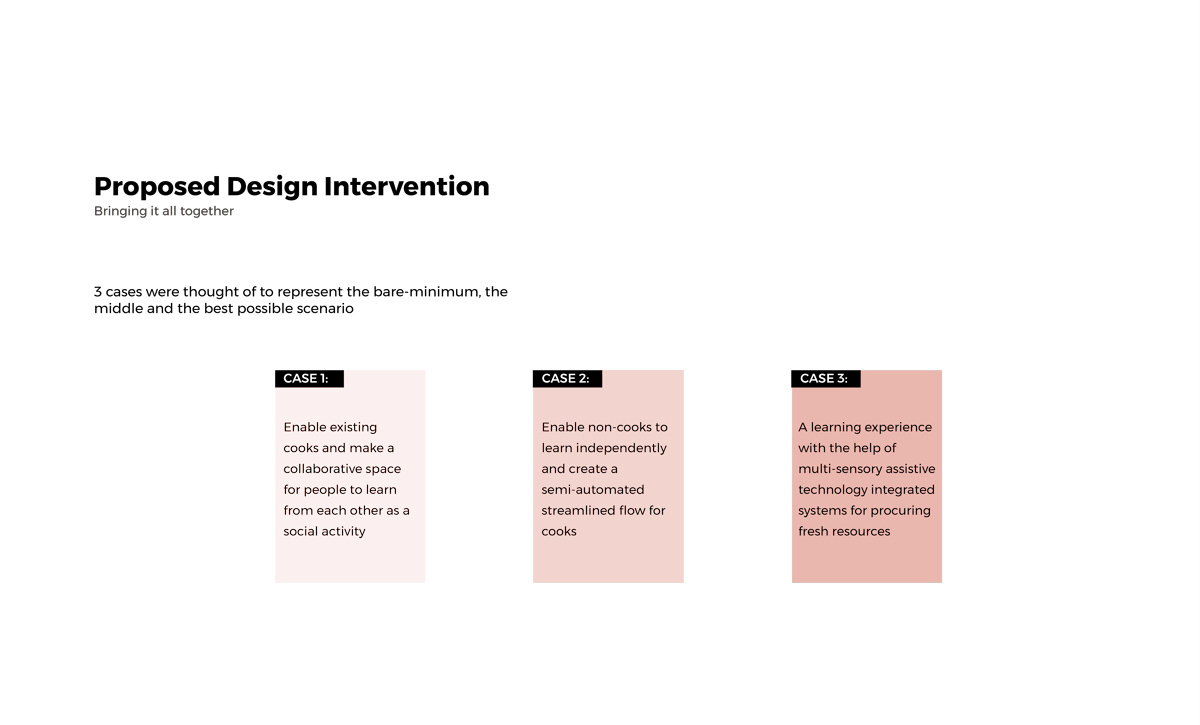 Proposed Design Intervention
Bringing it all together
3 cases were thought of to represent the bare-minimum, the
middle and the best possible scenario
CASE 1:
Enable existing
cooks and make a
collaborative space
for people to learn
from each other as a
social activity
CASE 2:
Enable non-cooks to
learn independently
and create a
semi-automated
streamlined flow for
cooks
CASE 3:
A learning experience
with the help of
multi-sensory assistive
technology integrated
systems for procuring
fresh resources